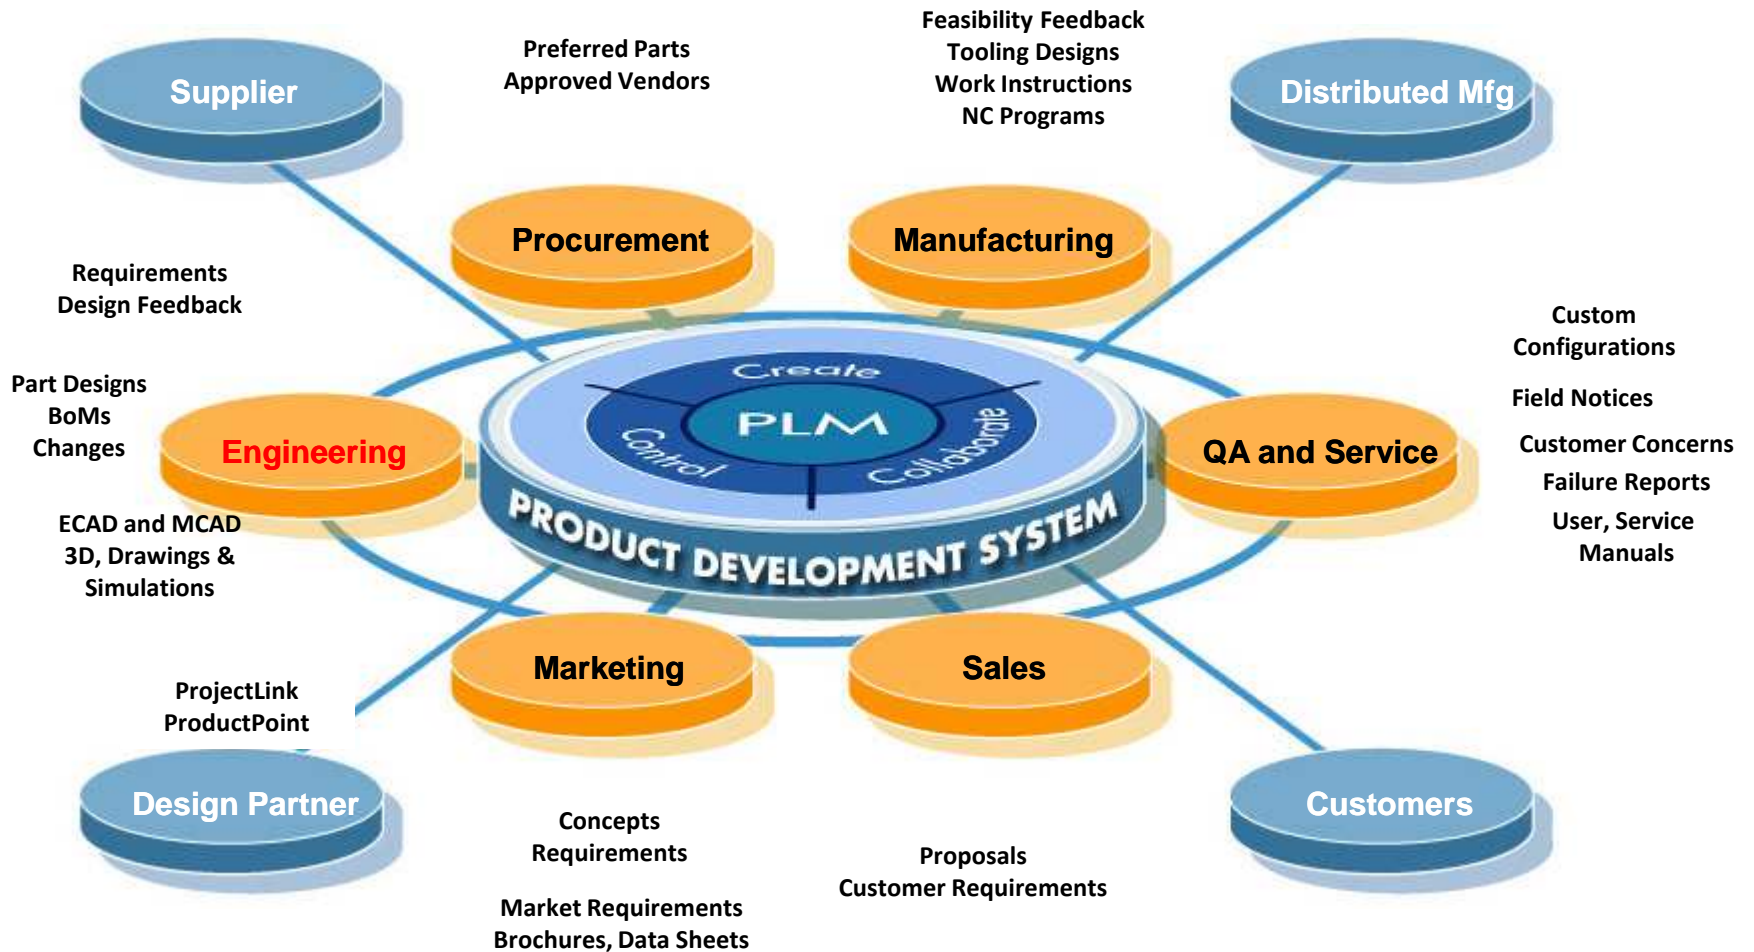 Feasibility Feedback
Tooling Designs
Work Instructions
NC Programs
Preferred Parts
Approved Vendors
Supplier
Distributed Mfg
Procurement
Manufacturing
Requirements
Design Feedback
Custom
Configurations
Part Designs
BoMs
Changes
Field Notices
Create
PLM
Control
Collaborate
Engineering
QA and Service
Customer Concerns
Failure Reports
User, Service
Manuals
PRODUCT DEVELOPMENT SYSTEM
ECAD and MCAD
3D, Drawings &
Simulations
Marketing
Sales
ProjectLink
ProductPoint
Design Partner
Customers
Concepts
Requirements
Proposals
Customer Requirements
Market Requirements
Brochures, Data Sheets